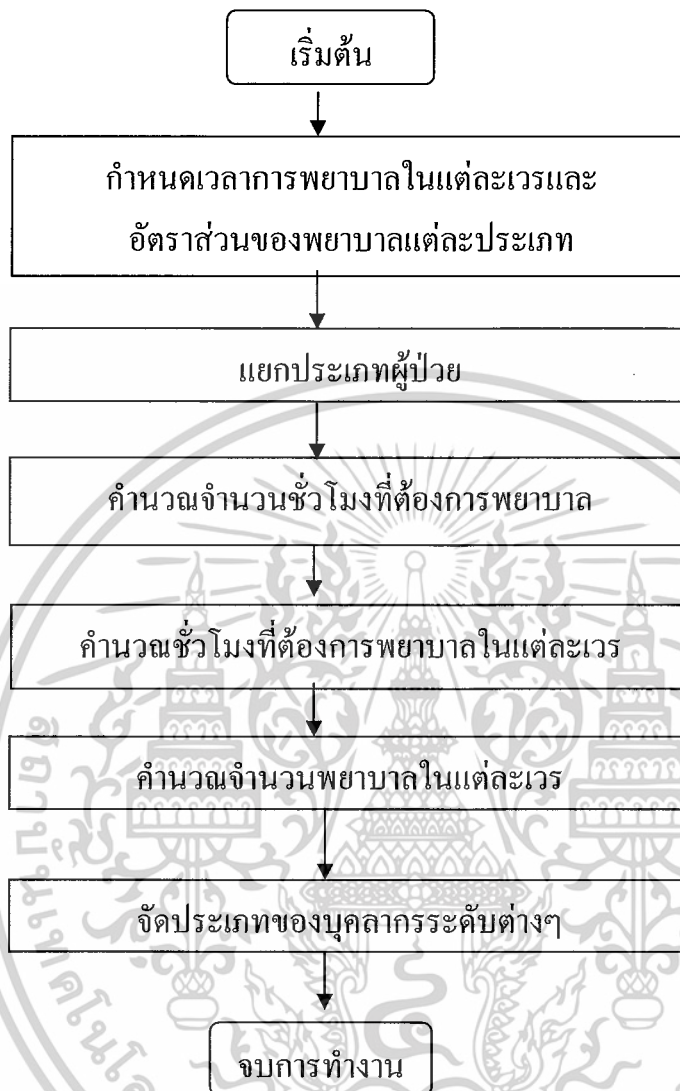 เริ่มต้น
กำหนดเวลาการพยาบาลในแต่ละเวรและ
อัตราส่วนของพยาบาลแต่ละประเภท
แยกประเภทผู้ป่วย
คำนวณจำนวนชั่วโมงที่ต้องการพยาบาล
คำนวณชั่วโมงที่ต้องการพยาบาลในแต่ละเวร
คำนวณจำนวนพยาบาลในแต่ละเวร
จัดประเภทของบุคลากรระดับต่างๆ
จบการทำงาน